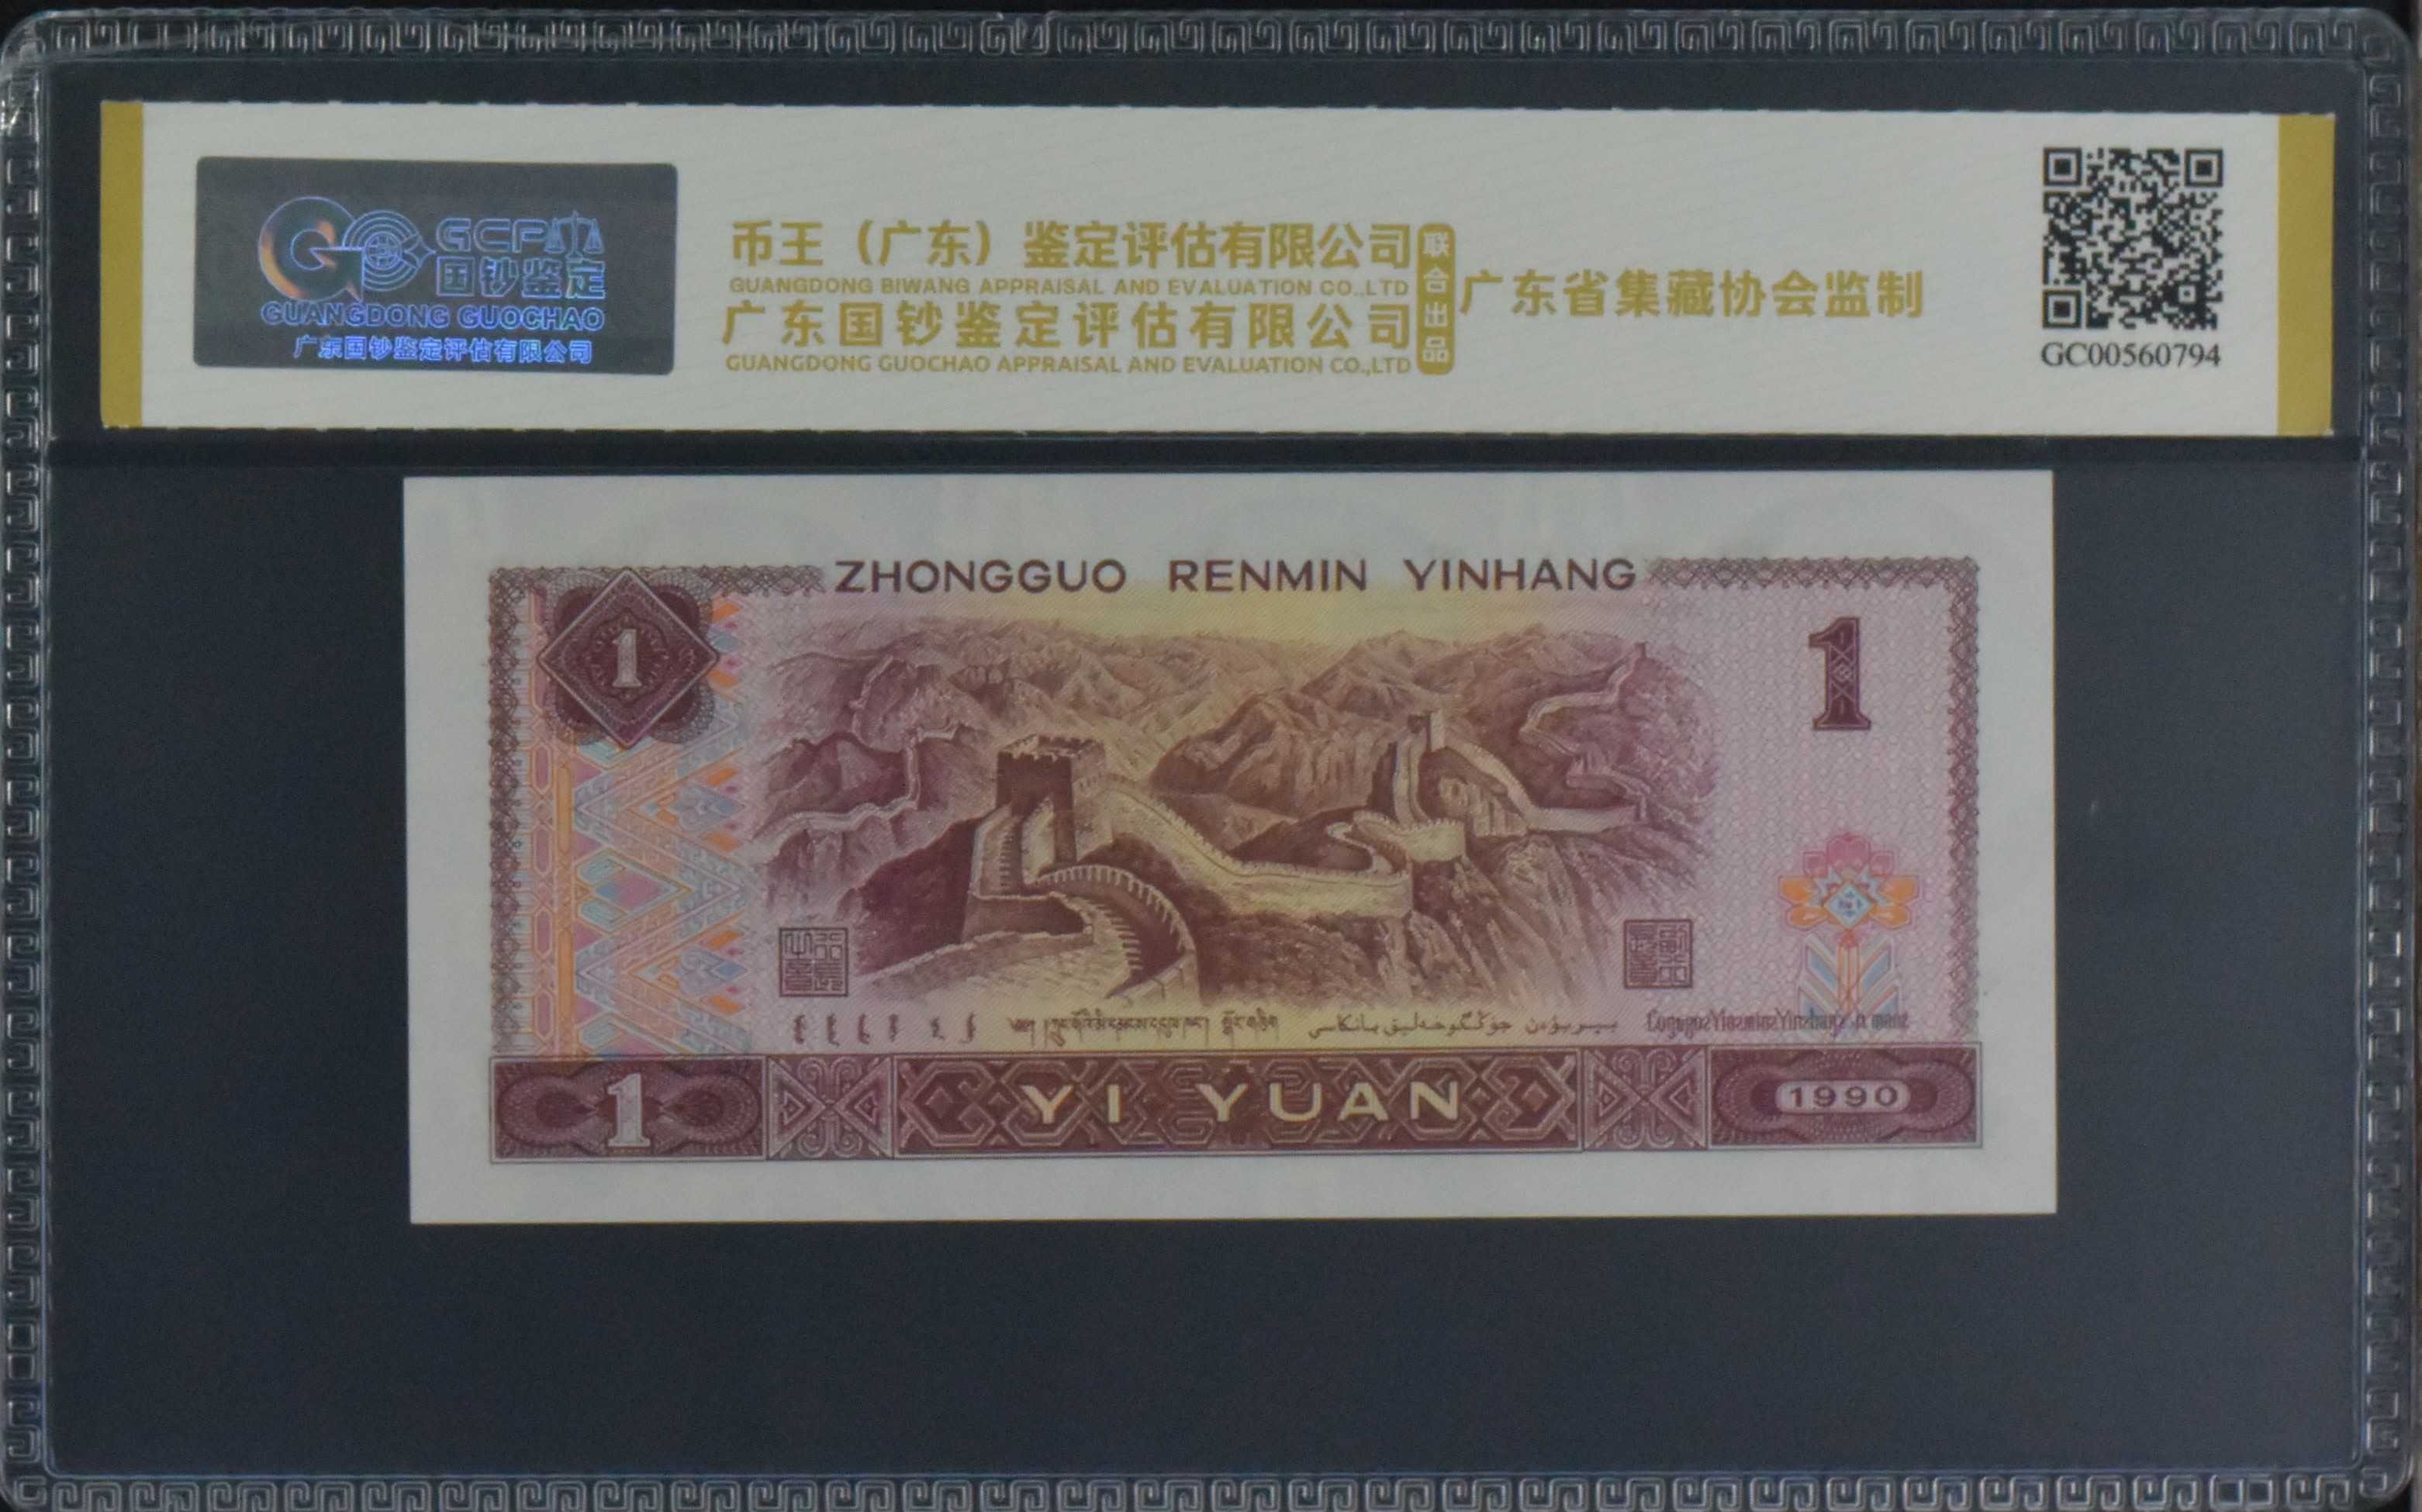 GCP
国钞鉴定
GUANGDONG GUOCHAO
广东国钞鉴定评估有限公司
币王（广东）鉴定评估有限公司
GUANGDONG BIWANG APPRAISAL AND EVALUATION CO.,LTD
广东国钞鉴定评估有限公司
GUANGDONG GUOCHAO APPRAISAL AND EVALUATION CO.,LTD
联合出品
广东省集藏协会监制
GC00560794
ZHONGGUO RENMIN YINHANG
1
1
1
YI YUAN
1990